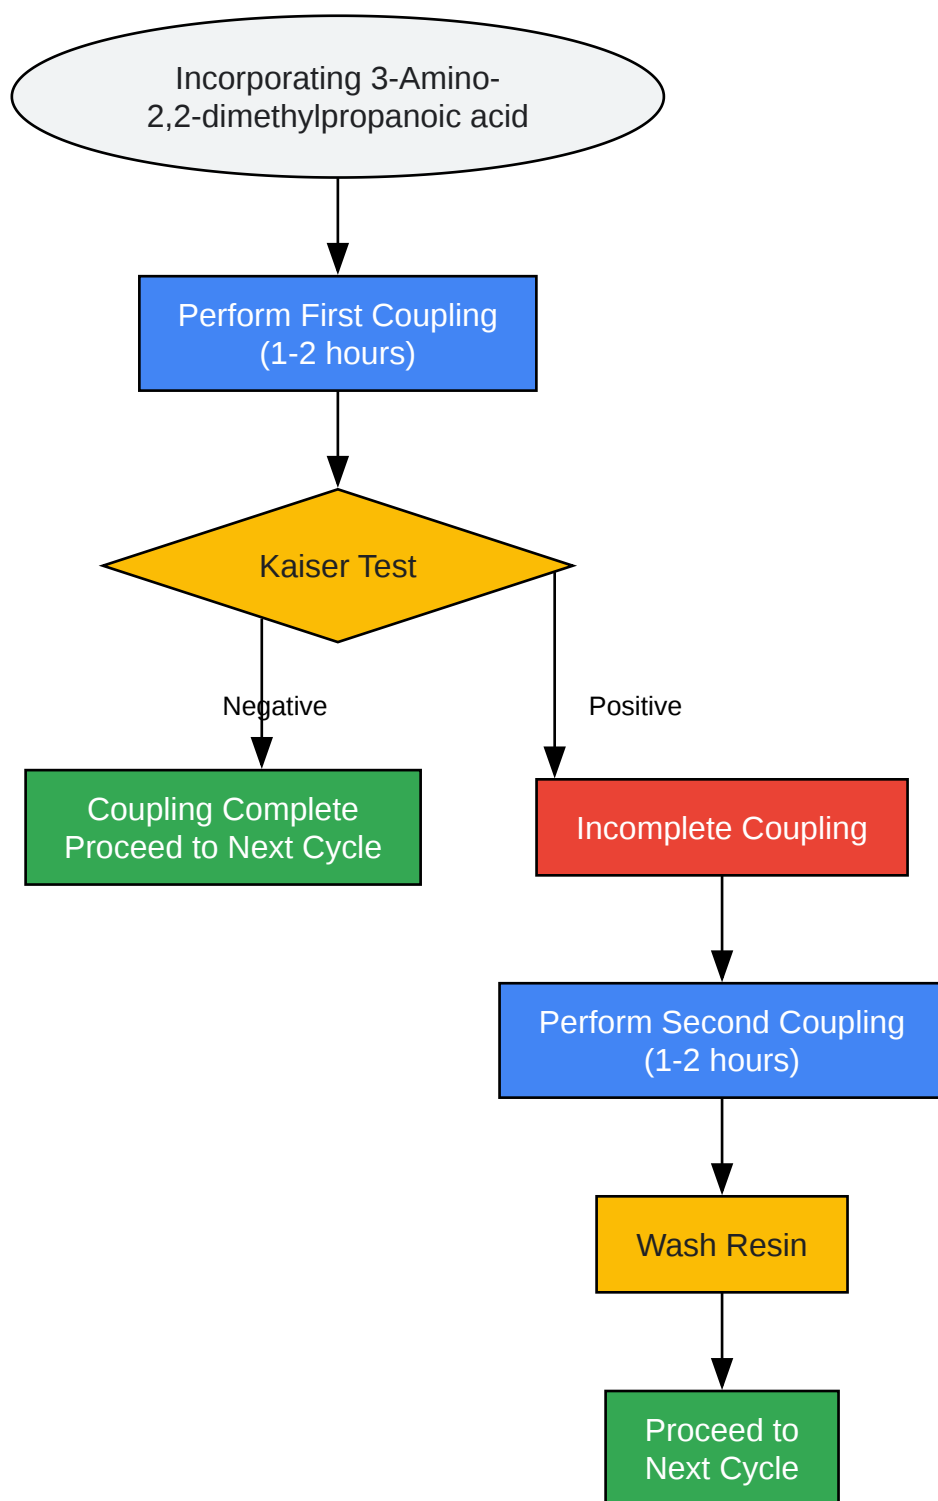 Incorporating 3-Amino-
2,2-dimethylpropanoic acid
Perform First Coupling
(1-2 hours)
Kaiser Test
Negative
Positive
Coupling Complete
Proceed to Next Cycle
Incomplete Coupling
Perform Second Coupling
(1-2 hours)
Wash Resin
Proceed to
Next Cycle